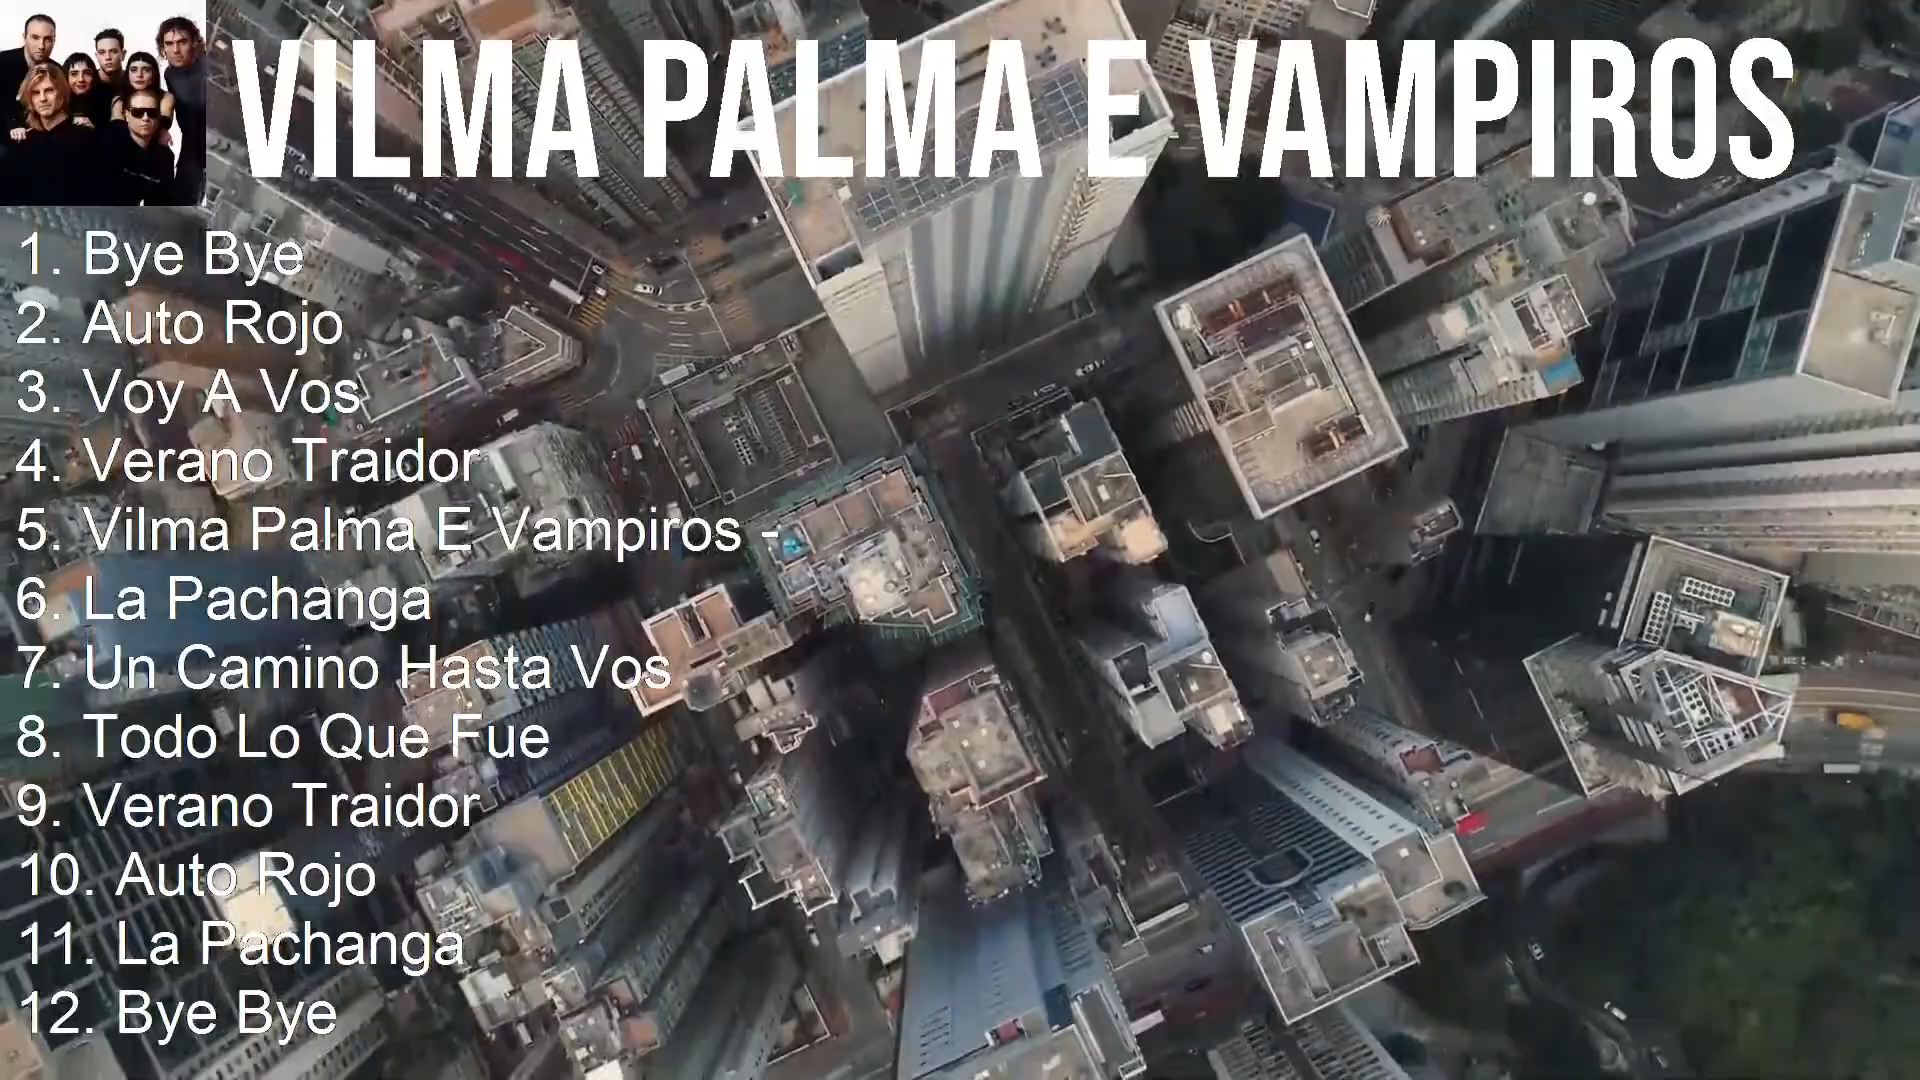 VILMA PALMA E VAMPIROS
1. Bye Bye
2. Auto Rojo
3. Voy A Vos
4. Verano Traidor
5. Vilma Palma E Vampiros -
6. La Pachanga
7. Un Camino Hasta Vos
8. Todo Lo Que Fue
9. Verano Traidor
10. Auto Rojo
11. La Pachanga
12. Bye Bye